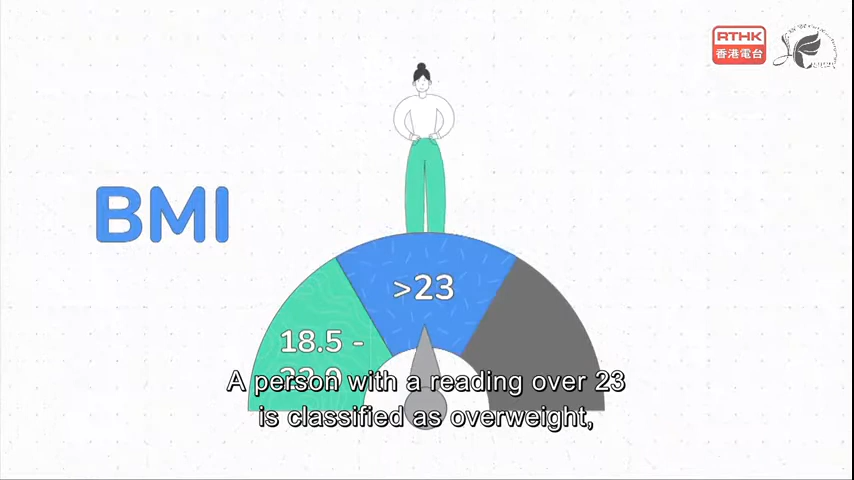 RTHK
香港電台
BMI
>23
18.5 -
A person with a reading over 23
is classified as overweight,